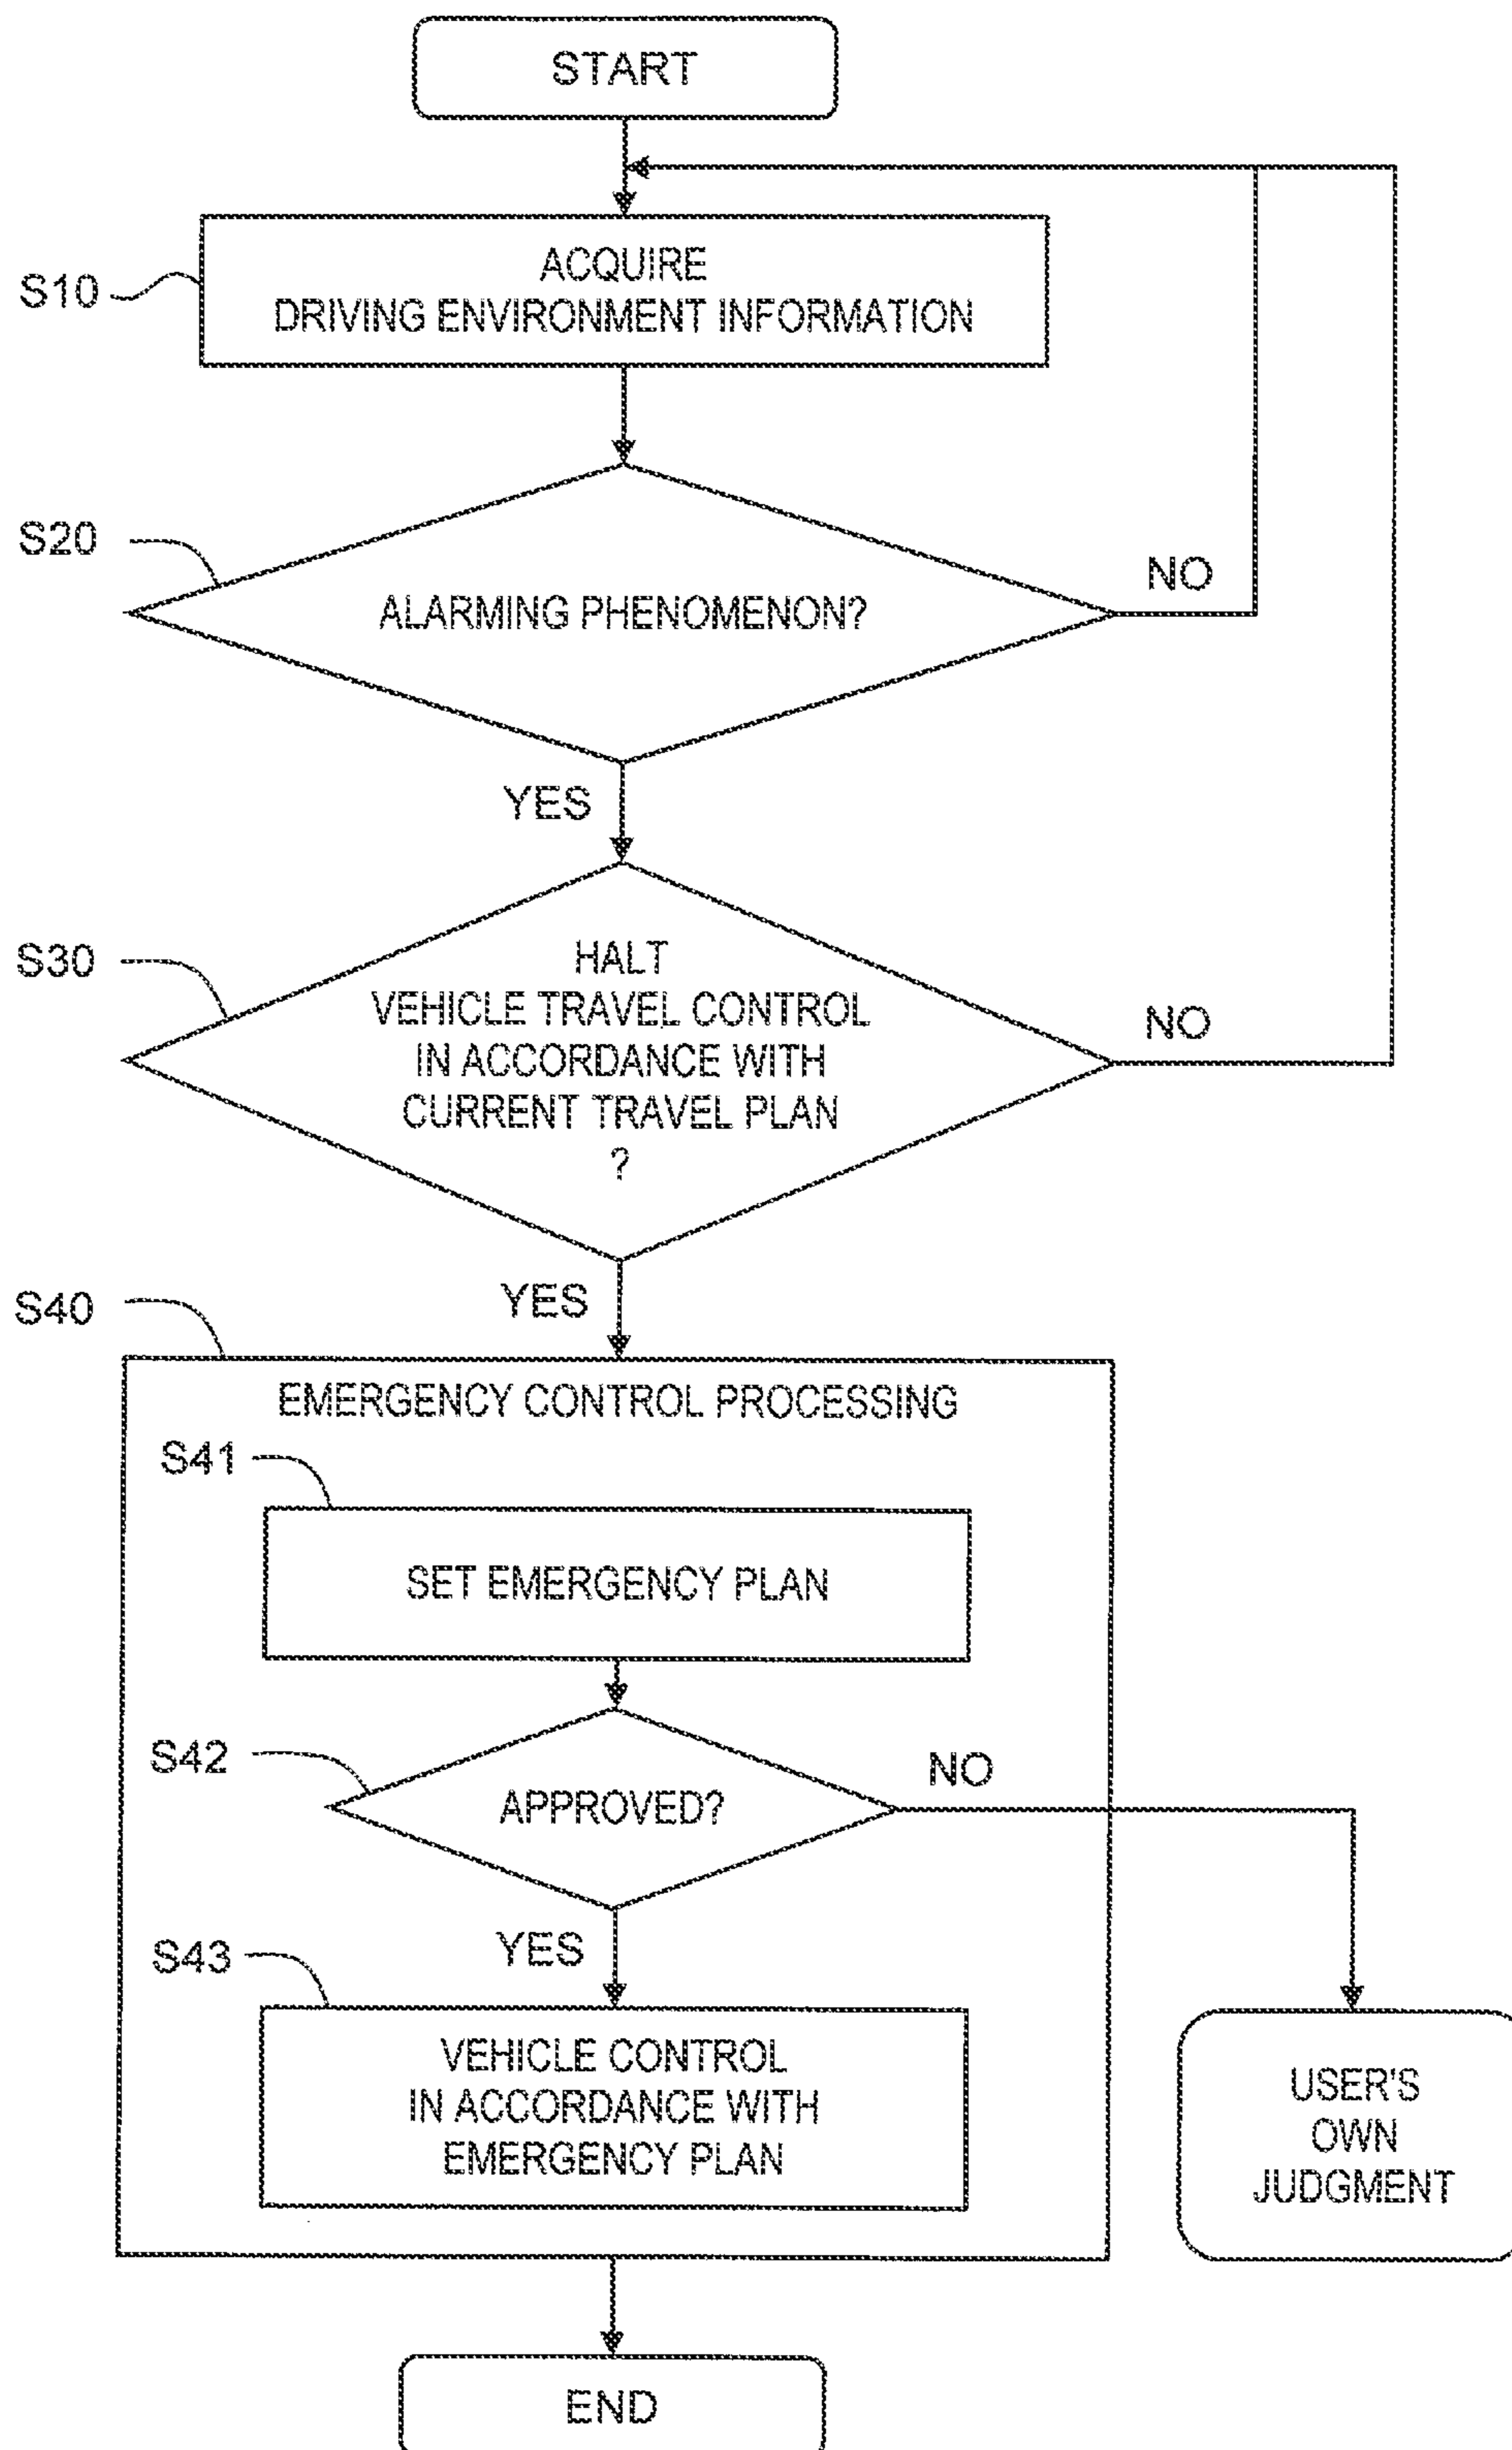 START
S10
ACQUIRE
DRIVING ENVIRONMENT INFORMATION
S20
ALARMING PHENOMENON?
NO
YES
S30
HALT
VEHICLE TRAVEL CONTROL
IN ACCORDANCE WITH
CURRENT TRAVEL PLAN
?
NO
YES
S40
EMERGENCY CONTROL PROCESSING
S41
SET EMERGENCY PLAN
S42
APPROVED?
NO
YES
S43
VEHICLE CONTROL
IN ACCORDANCE WITH
EMERGENCY PLAN
USER'S
OWN
JUDGMENT
END